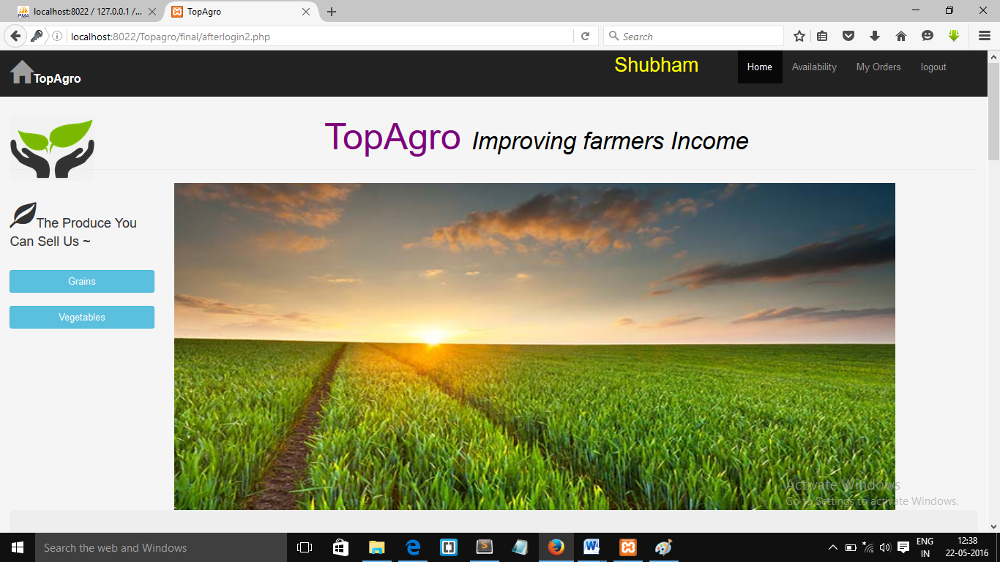 localhost:8022 / 127.0.0.1 /...
TopAgro
localhost:8022/Topagro/final/afterlogin2.php
Search
TopAgro
Shubham
Home
Availability
My Orders
logout
TopAgro Improving farmers Income
The Produce You
Can Sell Us ~
Grains
Vegetables
Activate Windows
Go to Settings to activate Windows.
Search the web and Windows
ENG
IN
12:38
22-05-2016